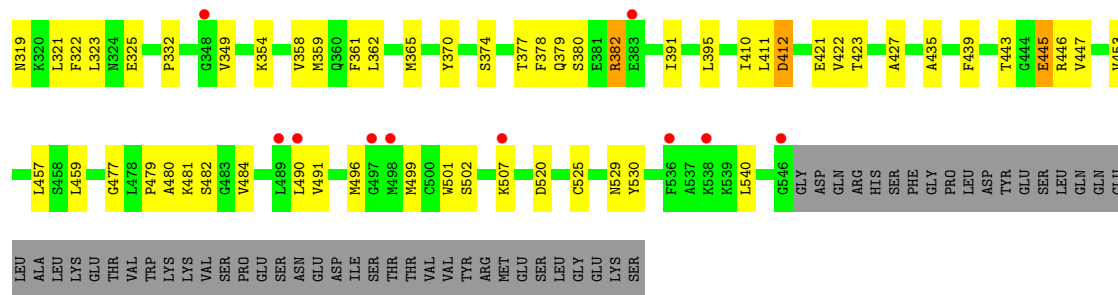 N319 K320 L321 F322 L323 N324 E325 P332 G348 V349 K354 V358 M359 Q360 F361 L362 M365 Y370 S374 T377 F378 Q379 S380 E381 R382 E383 I391 L395 I410 L411 D412 E421 V422 T423 A427 A435 F439 T443 G444 E445 R446 V447 V453
L457 S458 L459 G477 L478 P479 A480 K481 S482 G483 V484 L489 L490 V491 M496 G497 M498 M499 C500 W501 S502 K507 D520 C525 N529 Y530 F536 A537 K538 K539 L540 G546 GLY ASP GLN ARG HIS SER PHE GLY PRO LEU ASP TYR GLU SER LEU GLN GLN GLU
LEU ALA LEU LYS GLU THR VAL TRP LYS LYS VAL SER PRO GLU SER ASN GLU ASP ILE SER THR THR VAL VAL TYR ARG MET GLU SER LEU GLY GLU LYS SER